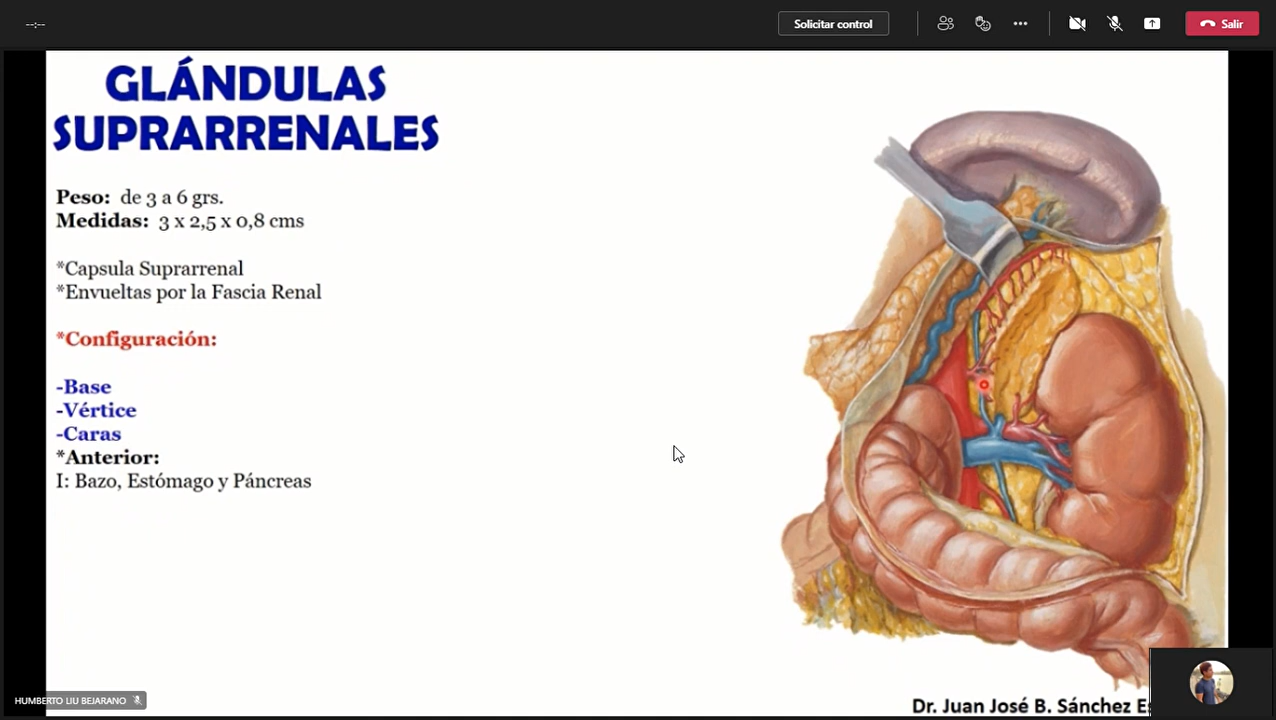 --:--
Solicitar control
Salir
GLÁNDULAS
SUPRARRENALES
Peso: de 3 a 6 grs.
Medidas: 3 x 2,5 x 0,8 cms
*Capsula Suprarrenal
*Envueltas por la Fascia Renal
*Configuración:
-Base
-Vértice
-Caras
*Anterior:
I: Bazo, Estómago y Páncreas
HUMBERTO LIU BEJARANO
Dr. Juan José B. Sánchez